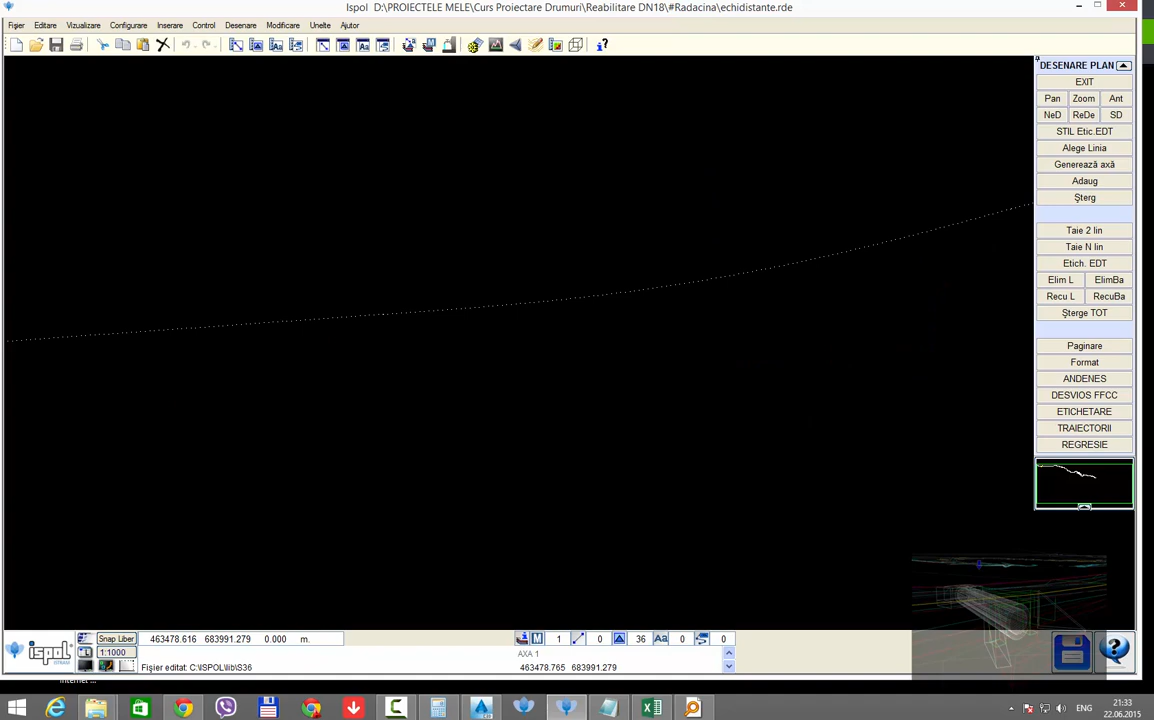 Ispol D:\PROIECTELE MELE\Curs Proiectare Drumuri\Reabilitare DN18\#Radacina\echidistante.rde
Fişier Editare Vizualizare Configurare Inserare Control Desenare Modificare Unelte Ajutor
DESENARE PLAN
EXIT
Pan Zoom Ant
NeD ReDe SD
STIL Etic.EDT
Alege Linia
Generează axă
Adaug
Şterg
Taie 2 lin
Taie N lin
Etich. EDT
Elim L ElimBa
Recu L RecuBa
Şterge TOT
Paginare
Format
ANDENES
DESVIOS FFCC
ETICHETARE
TRAIECTORII
REGRESIE
Snap Liber 463478.616 683991.279 0.000 m. M 1 0 36 Aa 0 0
ispol 1:1000 AXA 1
Fişier editat: C:\ISPOL\lib\S36 463478.765 683991.279
Internet ...
ENG
21:33
22.06.2015